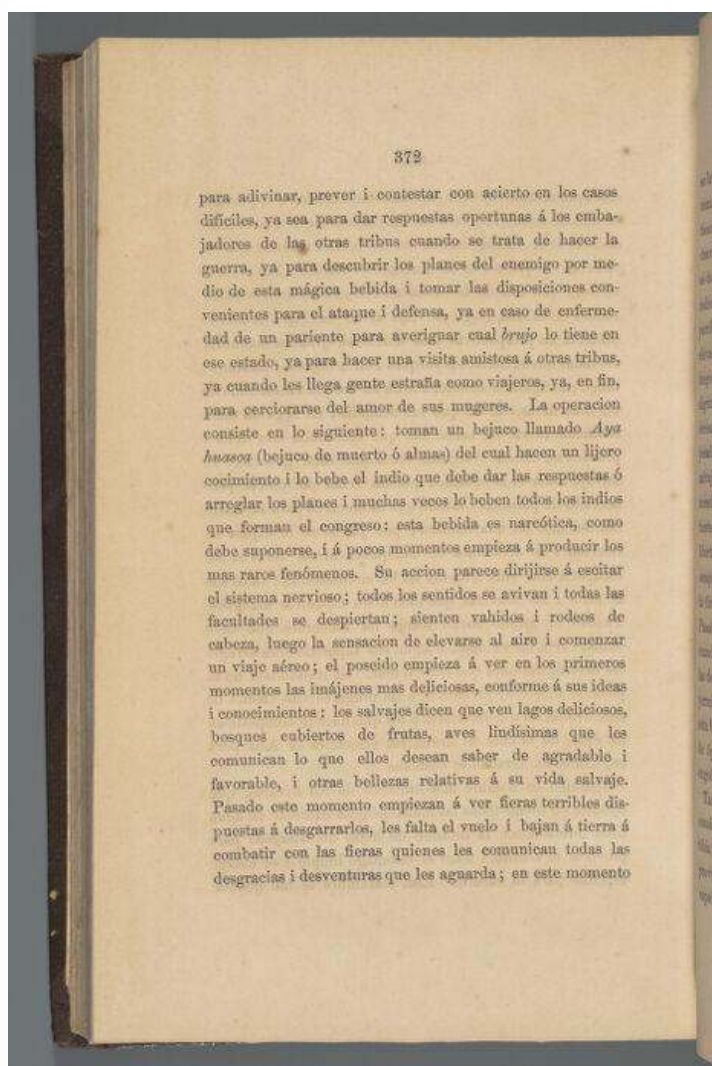 372
para adivinar, prever i contestar con acierto en los casos
difíciles, ya sea para dar respuestas oportunas á los emba-
jadores de las otras tribus cuando se trata de hacer la
guerra, ya para descubrir los planes del enemigo por me-
dio de esta mágica bebida i tomar las disposiciones con-
venientes para el ataque i defensa, ya en caso de enferme-
dad de un pariente para averiguar cual brujo lo tiene en
ese estado, ya para hacer una visita amistosa á otras tribus,
ya cuando les llega gente estraña como viajeros, ya, en fin,
para cerciorarse del amor de sus mugeres. La operacion
consiste en lo siguiente: toman un bejuco llamado Aya
huasca (bejuco de muerto ó almas) del cual hacen un lijero
cocimiento i lo bebe el indio que debe dar las respuestas ó
arreglar los planes i muchas veces lo beben todos los indios
que forman el congreso: esta bebida es narcótica, como
debe suponerse, i á pocos momentos empieza á producir los
mas raros fenómenos. Su accion parece dirijirse á escitar
el sistema nervioso; todos los sentidos se avivan i todas las
facultades se despiertan; sienten vahidos i rodeos de
cabeza, luego la sensacion de elevarse al aire i comenzar
un viaje aéreo; el poseido empieza á ver en los primeros
momentos las imájenes mas deliciosas, conforme á sus ideas
i conocimientos: los salvajes dicen que ven lagos deliciosos,
bosques cubiertos de frutas, aves lindísimas que les
comunican lo que ellos desean saber de agradable i
favorable, i otras bellezas relativas á su vida salvaje.
Pasado este momento empiezan á ver fieras terribles dis-
puestas á desgarrarlos, les falta el vuelo i bajan á tierra á
combatir con las fieras quienes les comunican todas las
desgracias i desventuras que les aguarda; en este momento